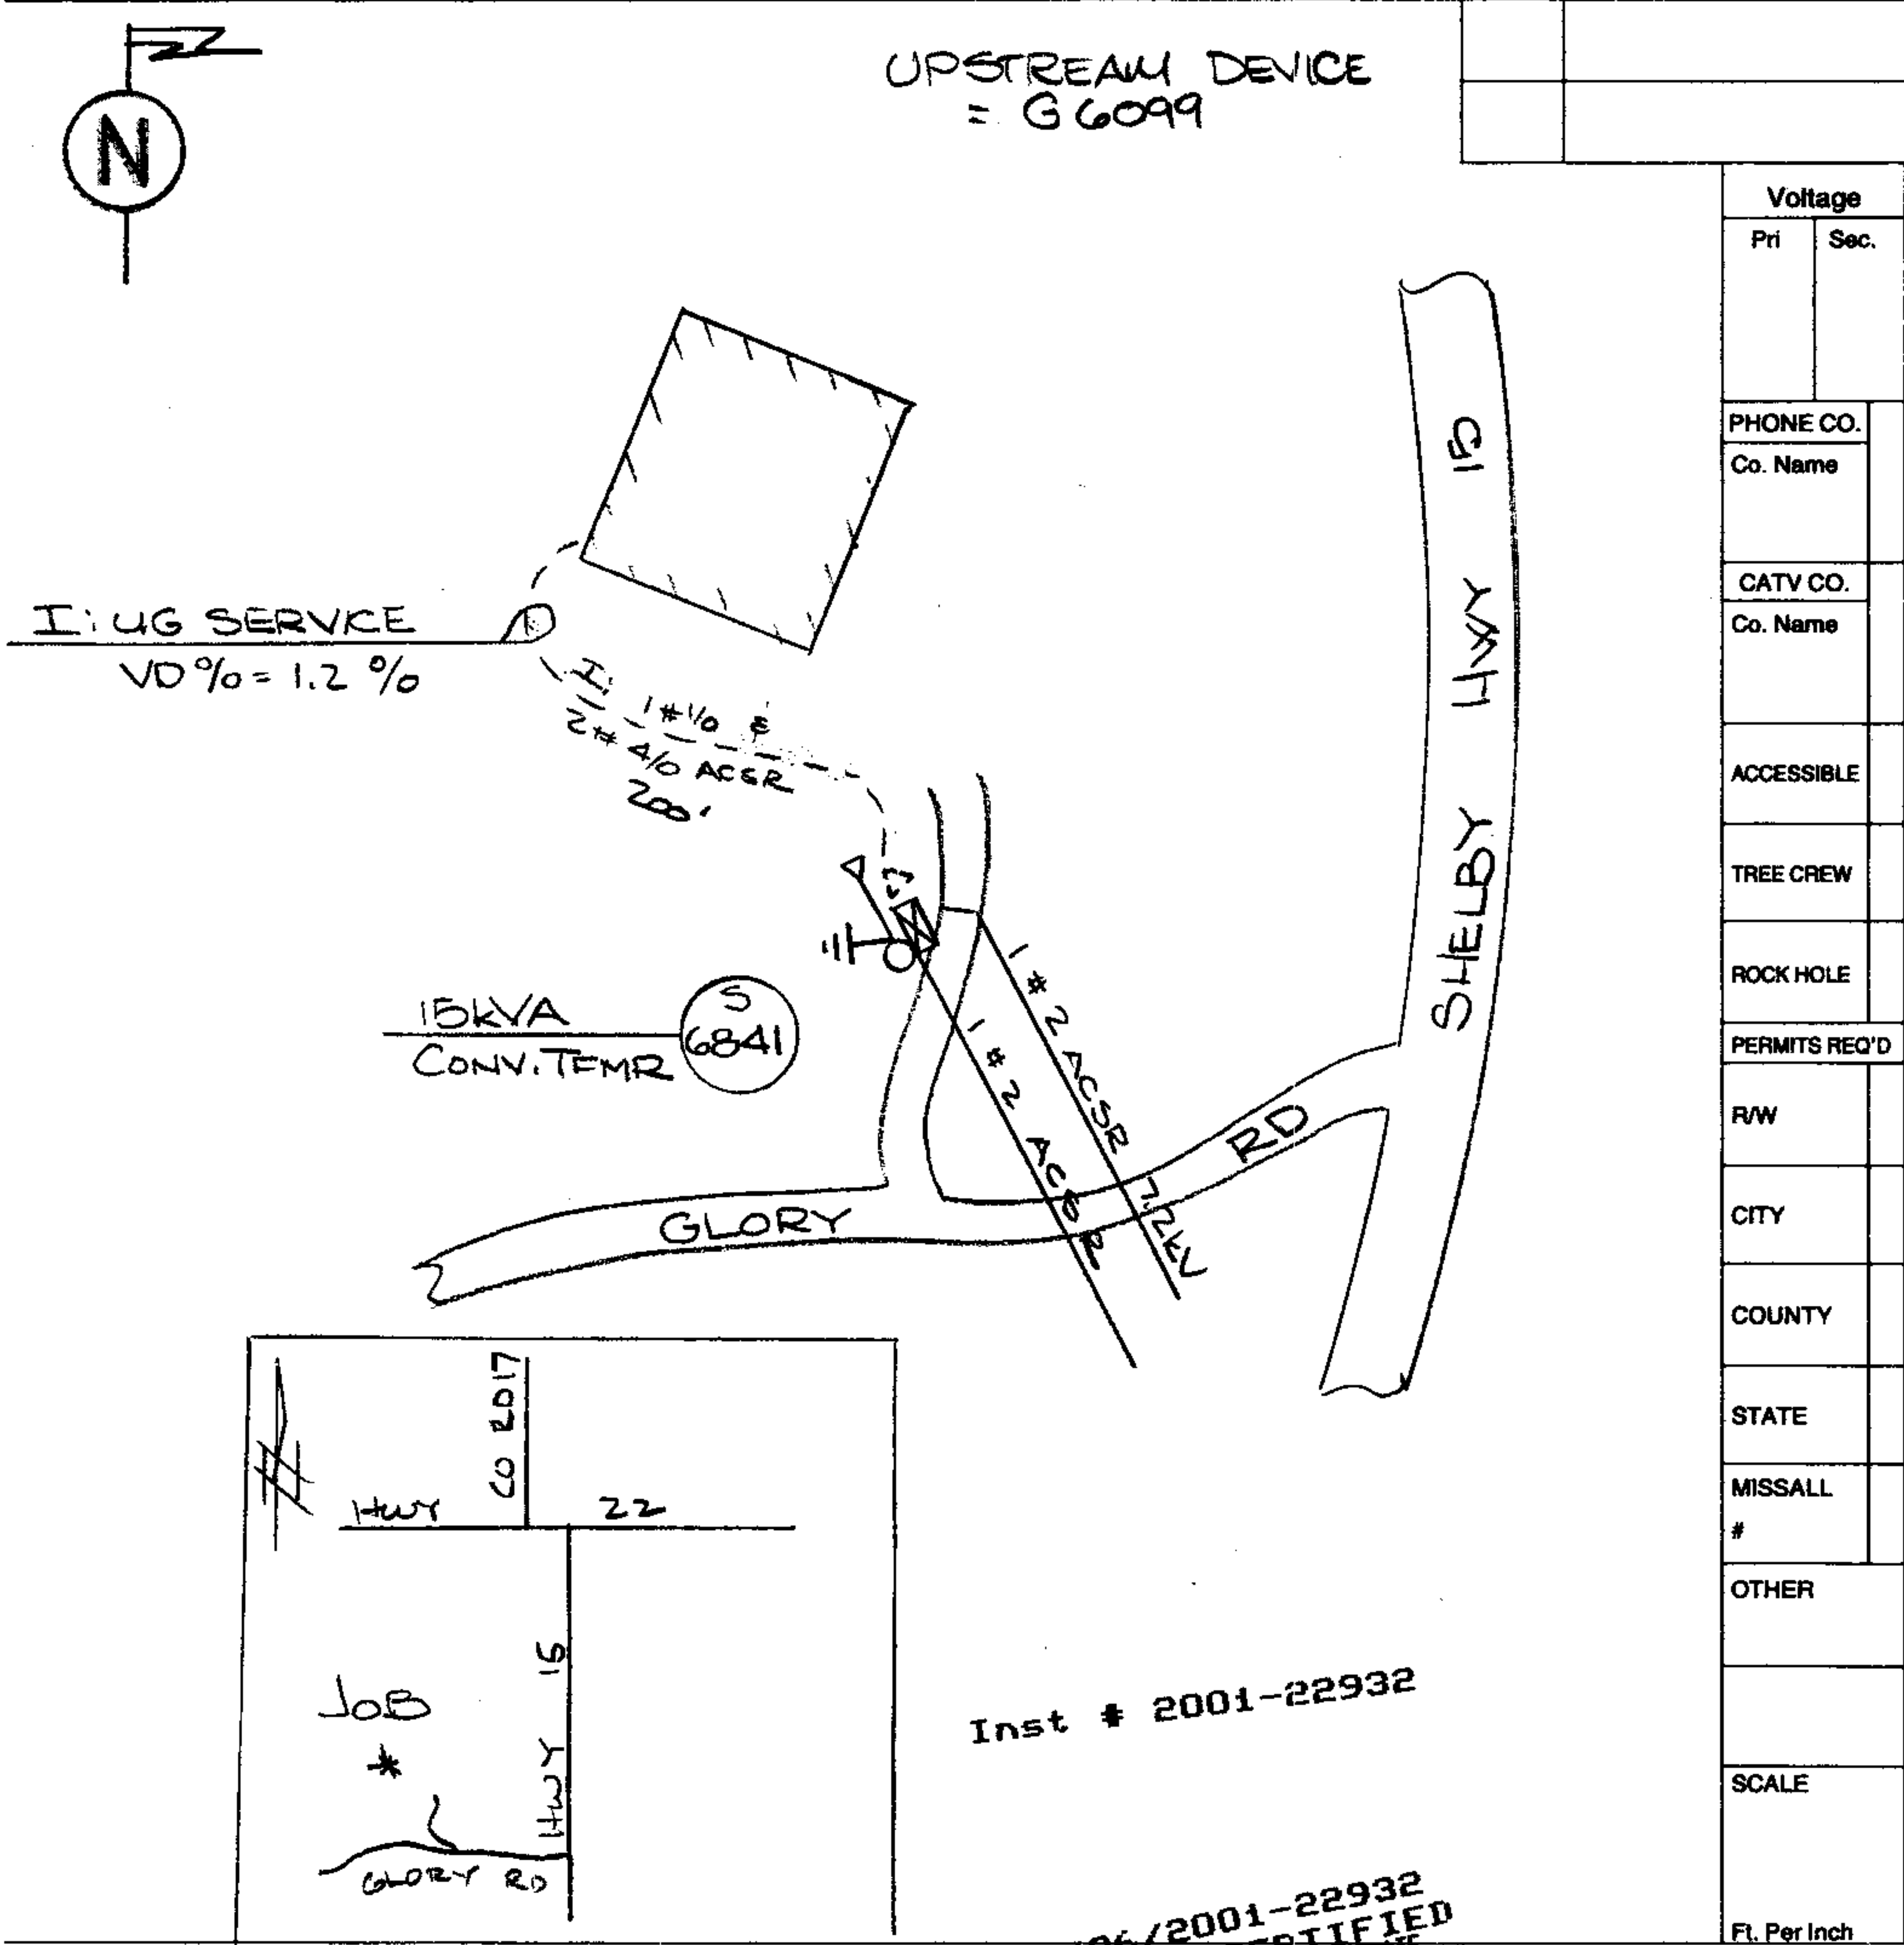 UPSTREAM DEVICE
= G6099
N
Voltage
Pri Sec.
PHONE CO.
Co. Name
CATV CO.
Co. Name
ACCESSIBLE
TREE CREW
ROCK HOLE
PERMITS REQ'D
R/W
CITY
COUNTY
STATE
MISSALL
#
OTHER
SCALE
Ft. Per Inch
I: UG SERVICE
VD % = 1.2 %
I: 1 # 1/0 &
2 # 4/0 ACSR
200'
SHELBY HWY 15
15kVA
CONV. TEMR
S
6841
1 # 2 ACSR 7.2kV
1 # 2 ACSR
GLORY RD
CO RD 17
HWY 22
HWY 15
JOB
*
GLORY RD
Inst # 2001-22932
/2001-22932